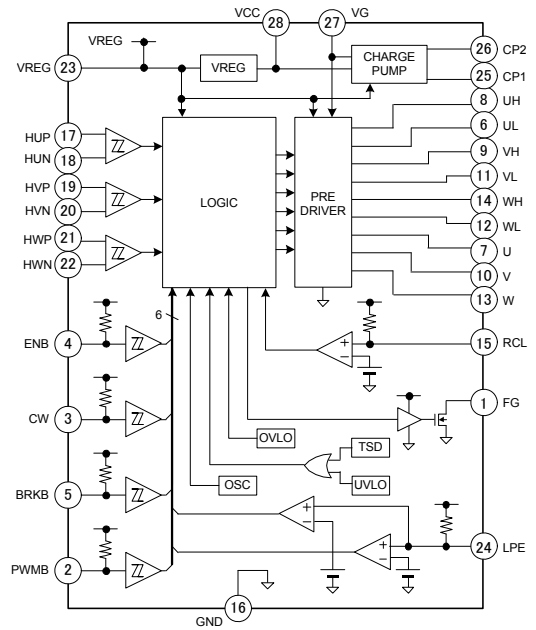 VCC
VG
28
27
VREG
VREG
23
VREG
CHARGE PUMP
26
CP2
25
CP1
8
UH
6
UL
9
VH
11
VL
14
WH
12
WL
7
U
10
V
13
W
HUP
17
HUN
18
HVP
19
HVN
20
HWP
21
HWN
22
LOGIC
PRE DRIVER
6
ENB
4
15
RCL
+
−
1
FG
CW
3
OVLO
TSD
OSC
UVLO
BRKB
5
+
−
+
−
24
LPE
PWMB
2
16
GND